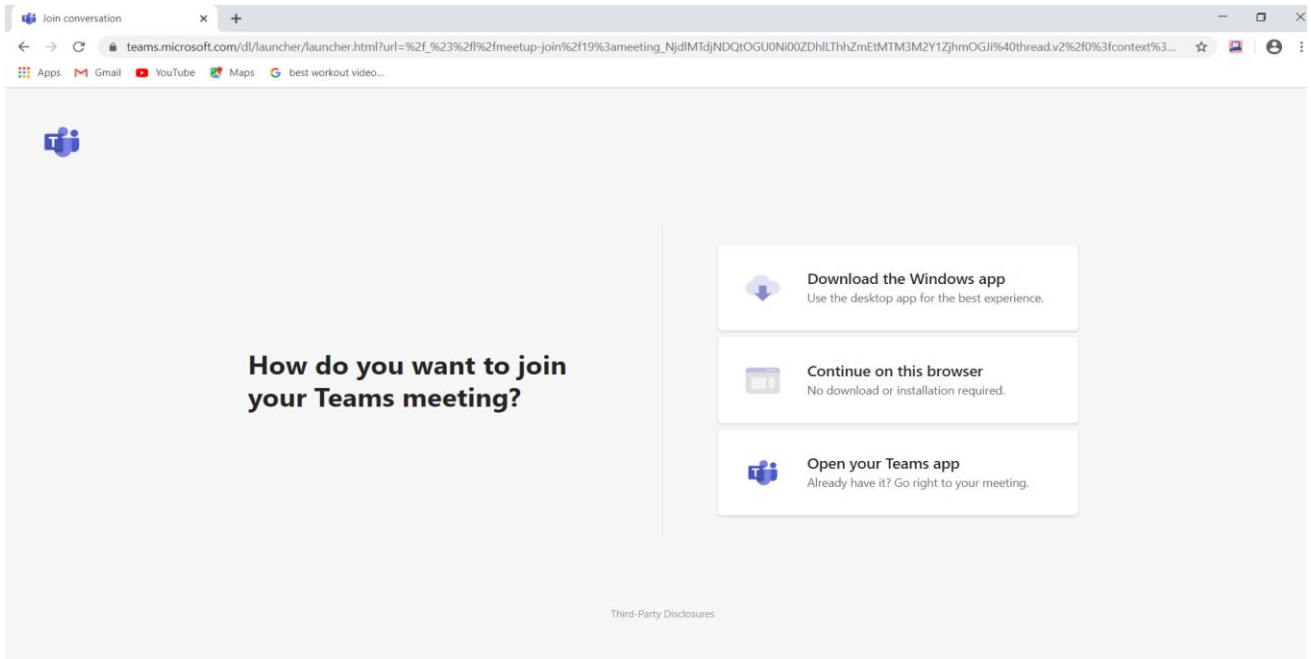 Join conversation
teams.microsoft.com/dl/launcher/launcher.html?url=%2f_%23%2fl%2fmeetup-join%2f19%3ameeting_NjdlMTdjNDQtOGU0Ni00ZDhlLThhZmEtMTM3M2Y1ZjhmOGJi%40thread.v2%2f0%3fcontext%3...
Apps Gmail YouTube Maps best workout video...
How do you want to join
your Teams meeting?
Download the Windows app
Use the desktop app for the best experience.
Continue on this browser
No download or installation required.
Open your Teams app
Already have it? Go right to your meeting.
Third-Party Disclosures